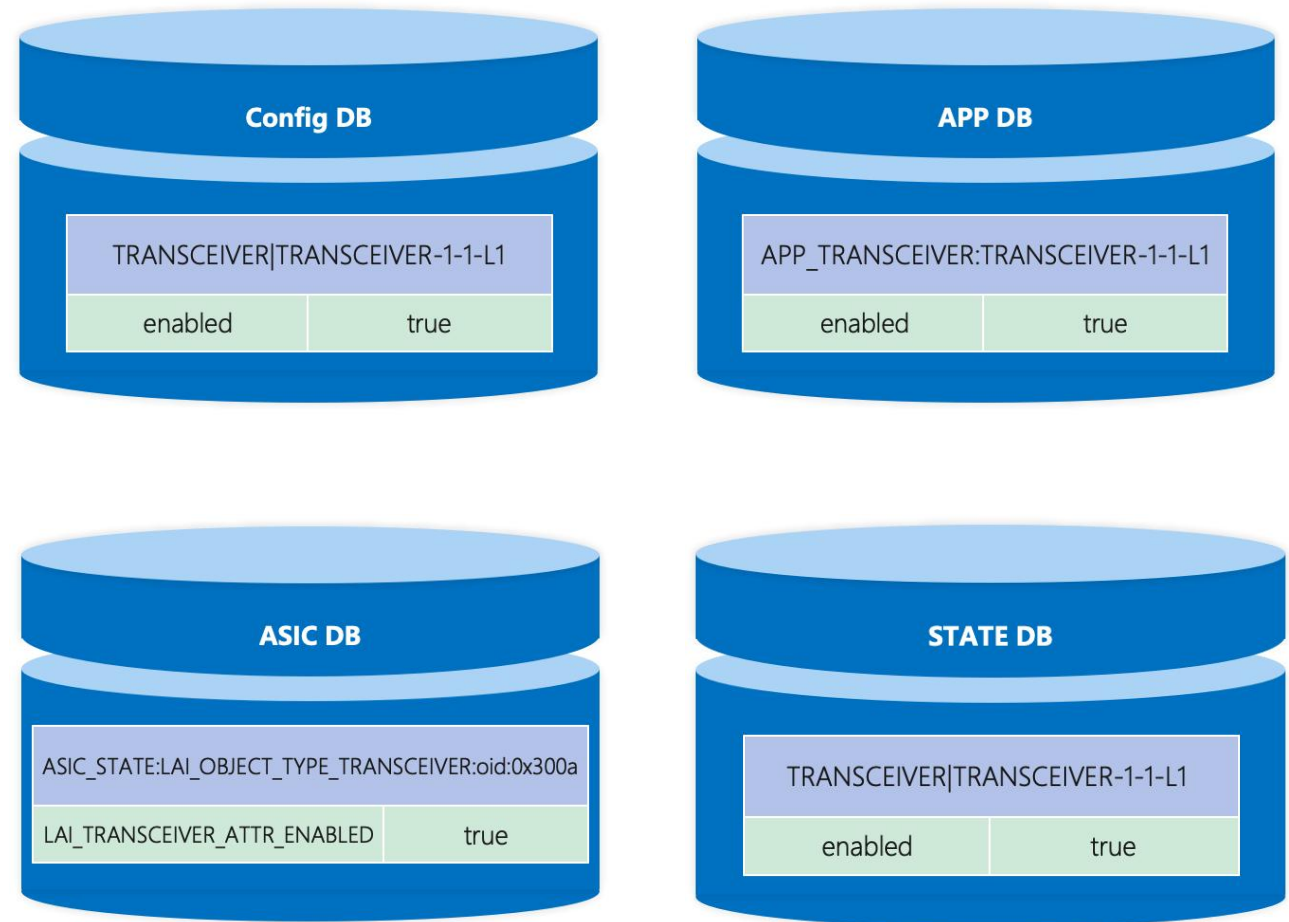 Config DB
TRANSCEIVER|TRANSCEIVER-1-1-L1
enabled true
APP DB
APP_TRANSCEIVER:TRANSCEIVER-1-1-L1
enabled true
ASIC DB
ASIC_STATE:LAI_OBJECT_TYPE_TRANSCEIVER:oid:0x300a
LAI_TRANSCEIVER_ATTR_ENABLED true
STATE DB
TRANSCEIVER|TRANSCEIVER-1-1-L1
enabled true